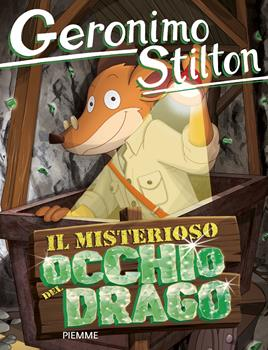 Geronimo
Stilton
IL MISTERIOSO
OCCHIO
DEL
DRAGO
PIEMME